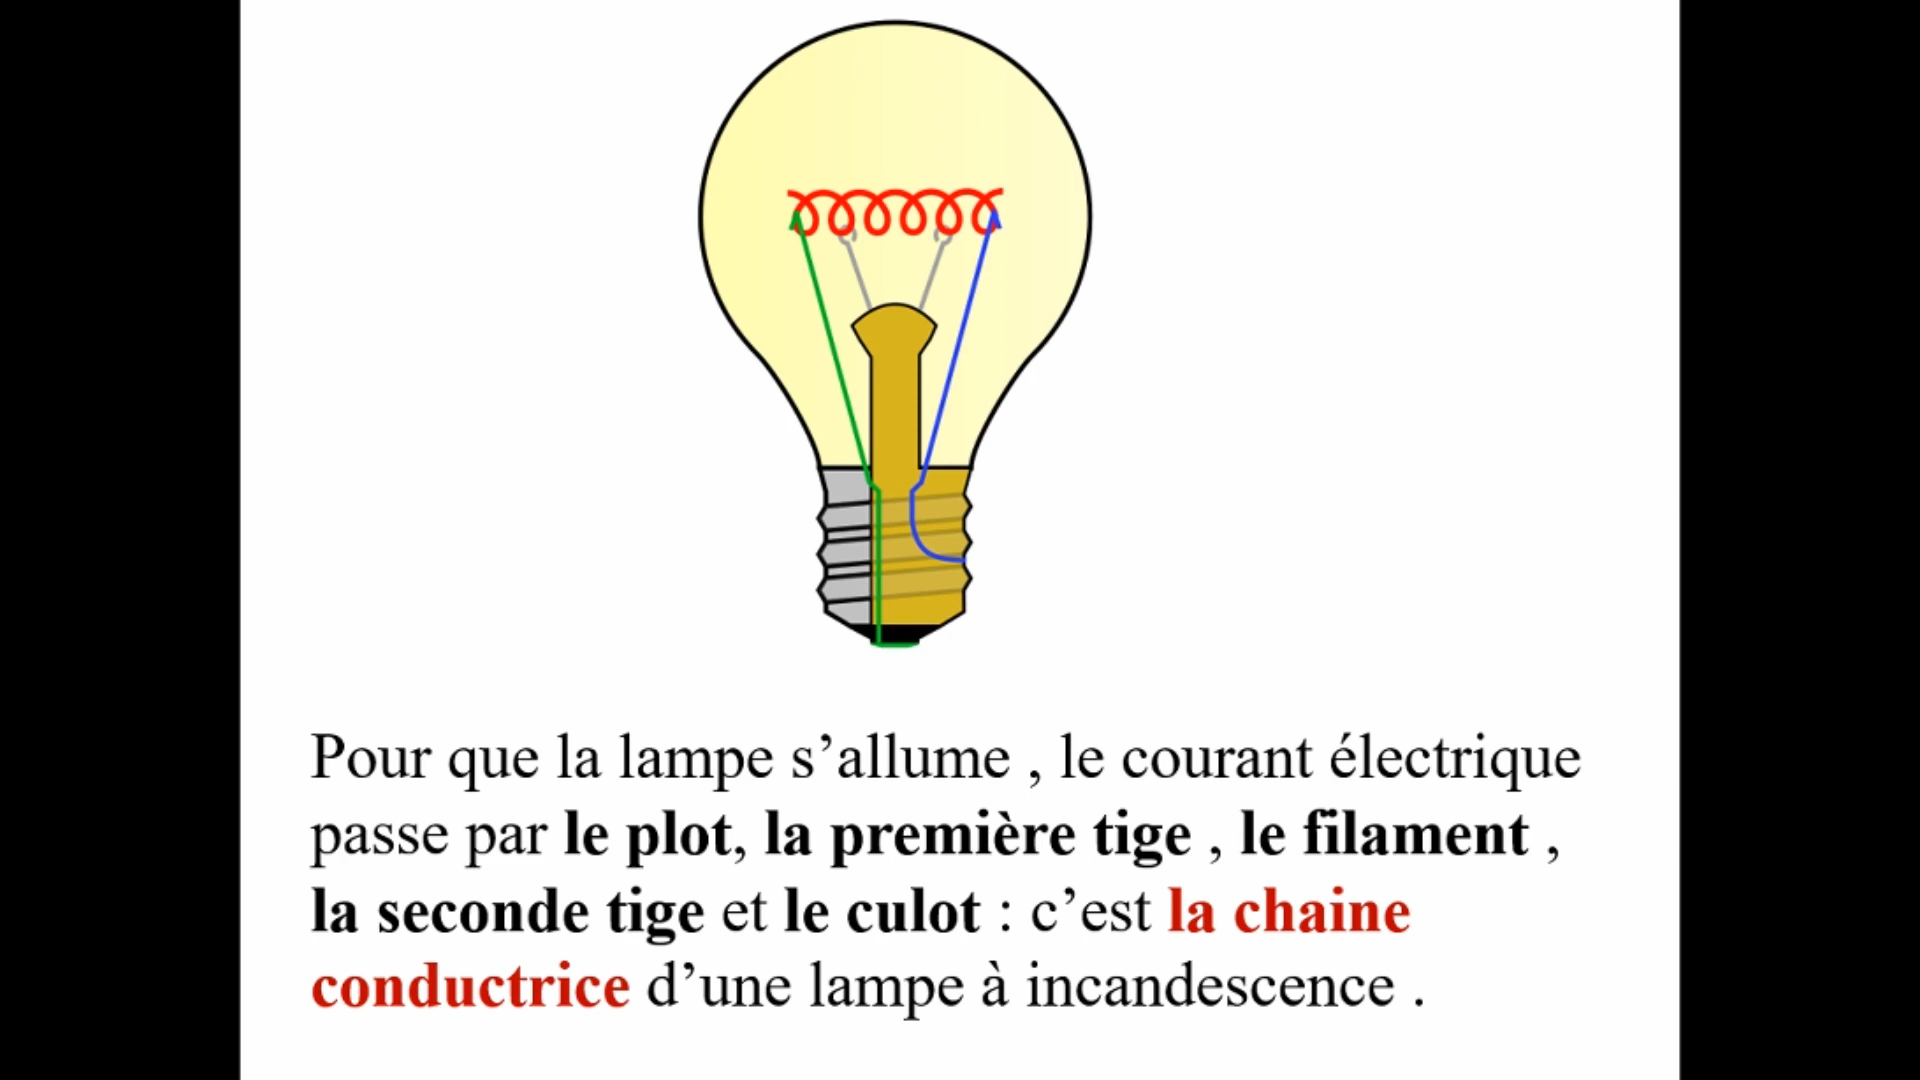 Pour que la lampe s’allume , le courant électrique
passe par le plot, la première tige , le filament ,
la seconde tige et le culot : c’est la chaine
conductrice d’une lampe à incandescence .